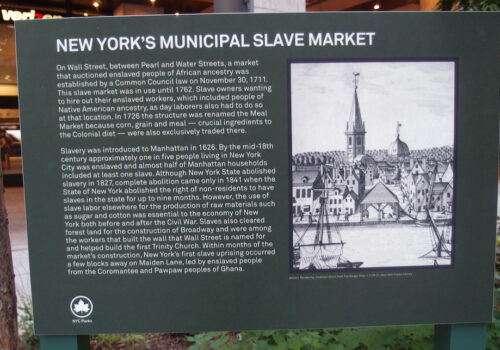 verizon
NEW YORK'S MUNICIPAL SLAVE MARKET
On Wall Street, between Pearl and Water Streets, a market
that auctioned enslaved people of African ancestry was
established by a Common Council law on November 30, 1711.
This slave market was in use until 1762. Slave owners wanting
to hire out their enslaved workers, which included people of
Native American ancestry, as day laborers also had to do so
at that location. In 1726 the structure was renamed the Meal
Market because corn, grain and meal — crucial ingredients to
the Colonial diet — were also exclusively traded there.
Slavery was introduced to Manhattan in 1626. By the mid-18th
century approximately one in five people living in New York
City was enslaved and almost half of Manhattan households
included at least one slave. Although New York State abolished
slavery in 1827, complete abolition came only in 1841 when the
State of New York abolished the right of non-residents to have
slaves in the state for up to nine months. However, the use of
slave labor elsewhere for the production of raw materials such
as sugar and cotton was essential to the economy of New
York both before and after the Civil War. Slaves also cleared
forest land for the construction of Broadway and were among
the workers that built the wall that Wall Street is named for
and helped build the first Trinity Church. Within months of the
market's construction, New York's first slave uprising occurred
a few blocks away on Maiden Lane, led by enslaved people
from the Coromantee and Pawpaw peoples of Ghana.
NYC Parks